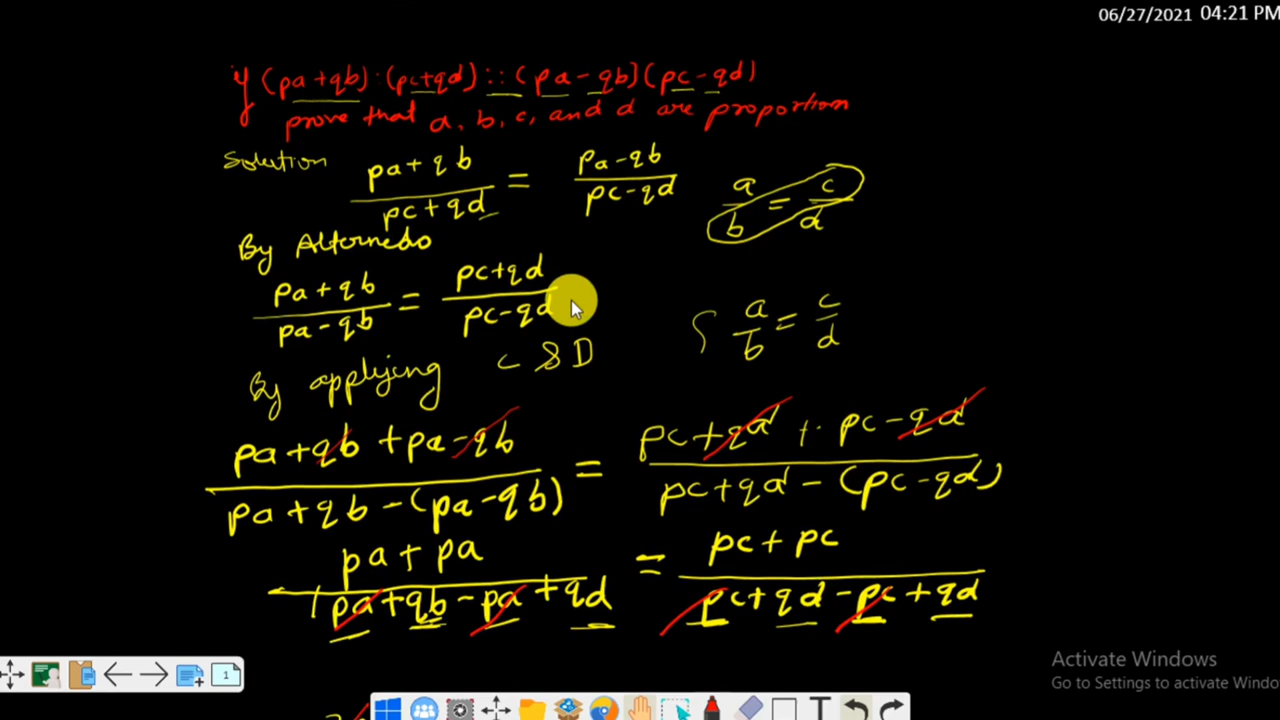 06/27/2021 04:21 PM
If (pa+qb) : (pc+qd) :: (pa-qb)(pc-qd)
prove that a, b, c, and d are proportion
Solution pa+qb / pc+qd = Pa-qb / pc-qd
a/b = c/d
By Alternedo
pa+qb / pa-qb = pc+qd / pc-qd
a/b = c/d
By applying C & D
pa+qb+pa-qb / pa+qb-(pa-qb) = pc+qd+pc-qd / pc+qd-(pc-qd)
pa+pa / pa+qb-pa+qd = pc+pc / pc+qd-pc+qd
Activate Windows
Go to Settings to activate Windo
1
T